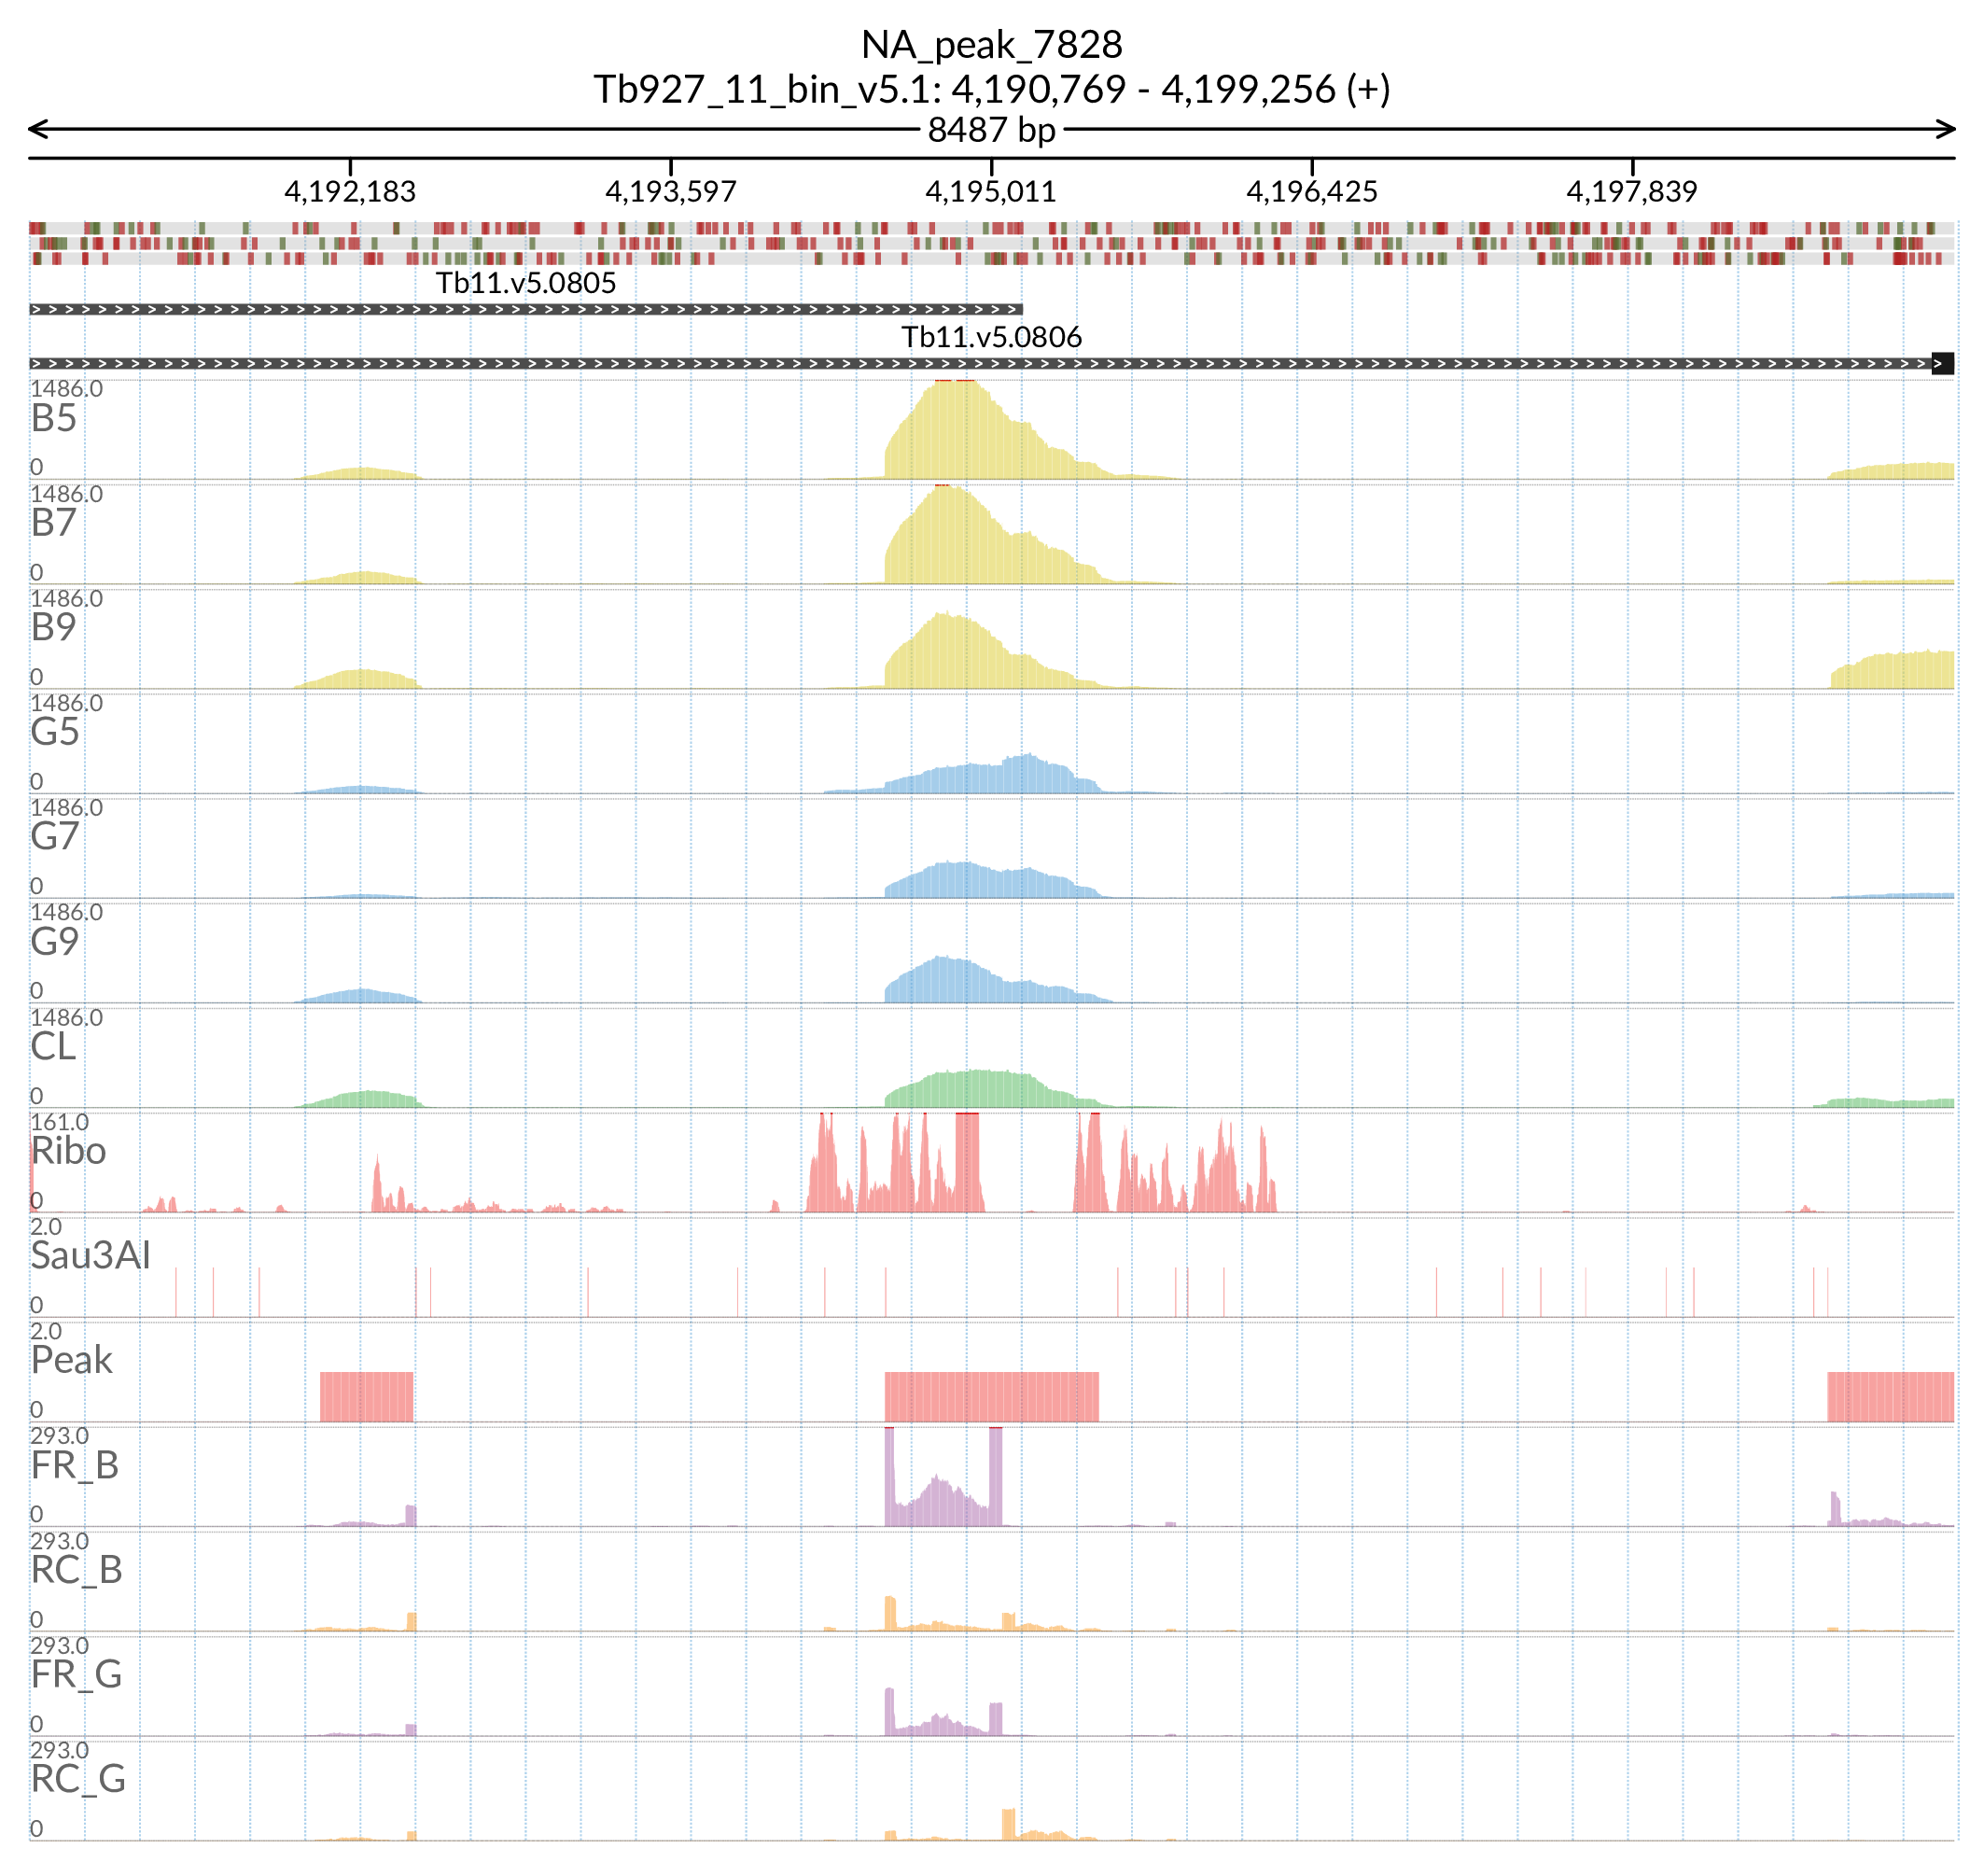 NA_peak_7828
Tb927_11_bin_v5.1: 4,190,769 - 4,199,256 (+)
8487 bp
4,192,183 4,193,597 4,195,011 4,196,425 4,197,839
Tb11.v5.0805
Tb11.v5.0806
1486.0
B5
0
1486.0
B7
0
1486.0
B9
0
1486.0
G5
0
1486.0
G7
0
1486.0
G9
0
1486.0
CL
0
161.0
Ribo
0
2.0
Sau3AI
0
2.0
Peak
0
293.0
FR_B
0
293.0
RC_B
0
293.0
FR_G
0
293.0
RC_G
0